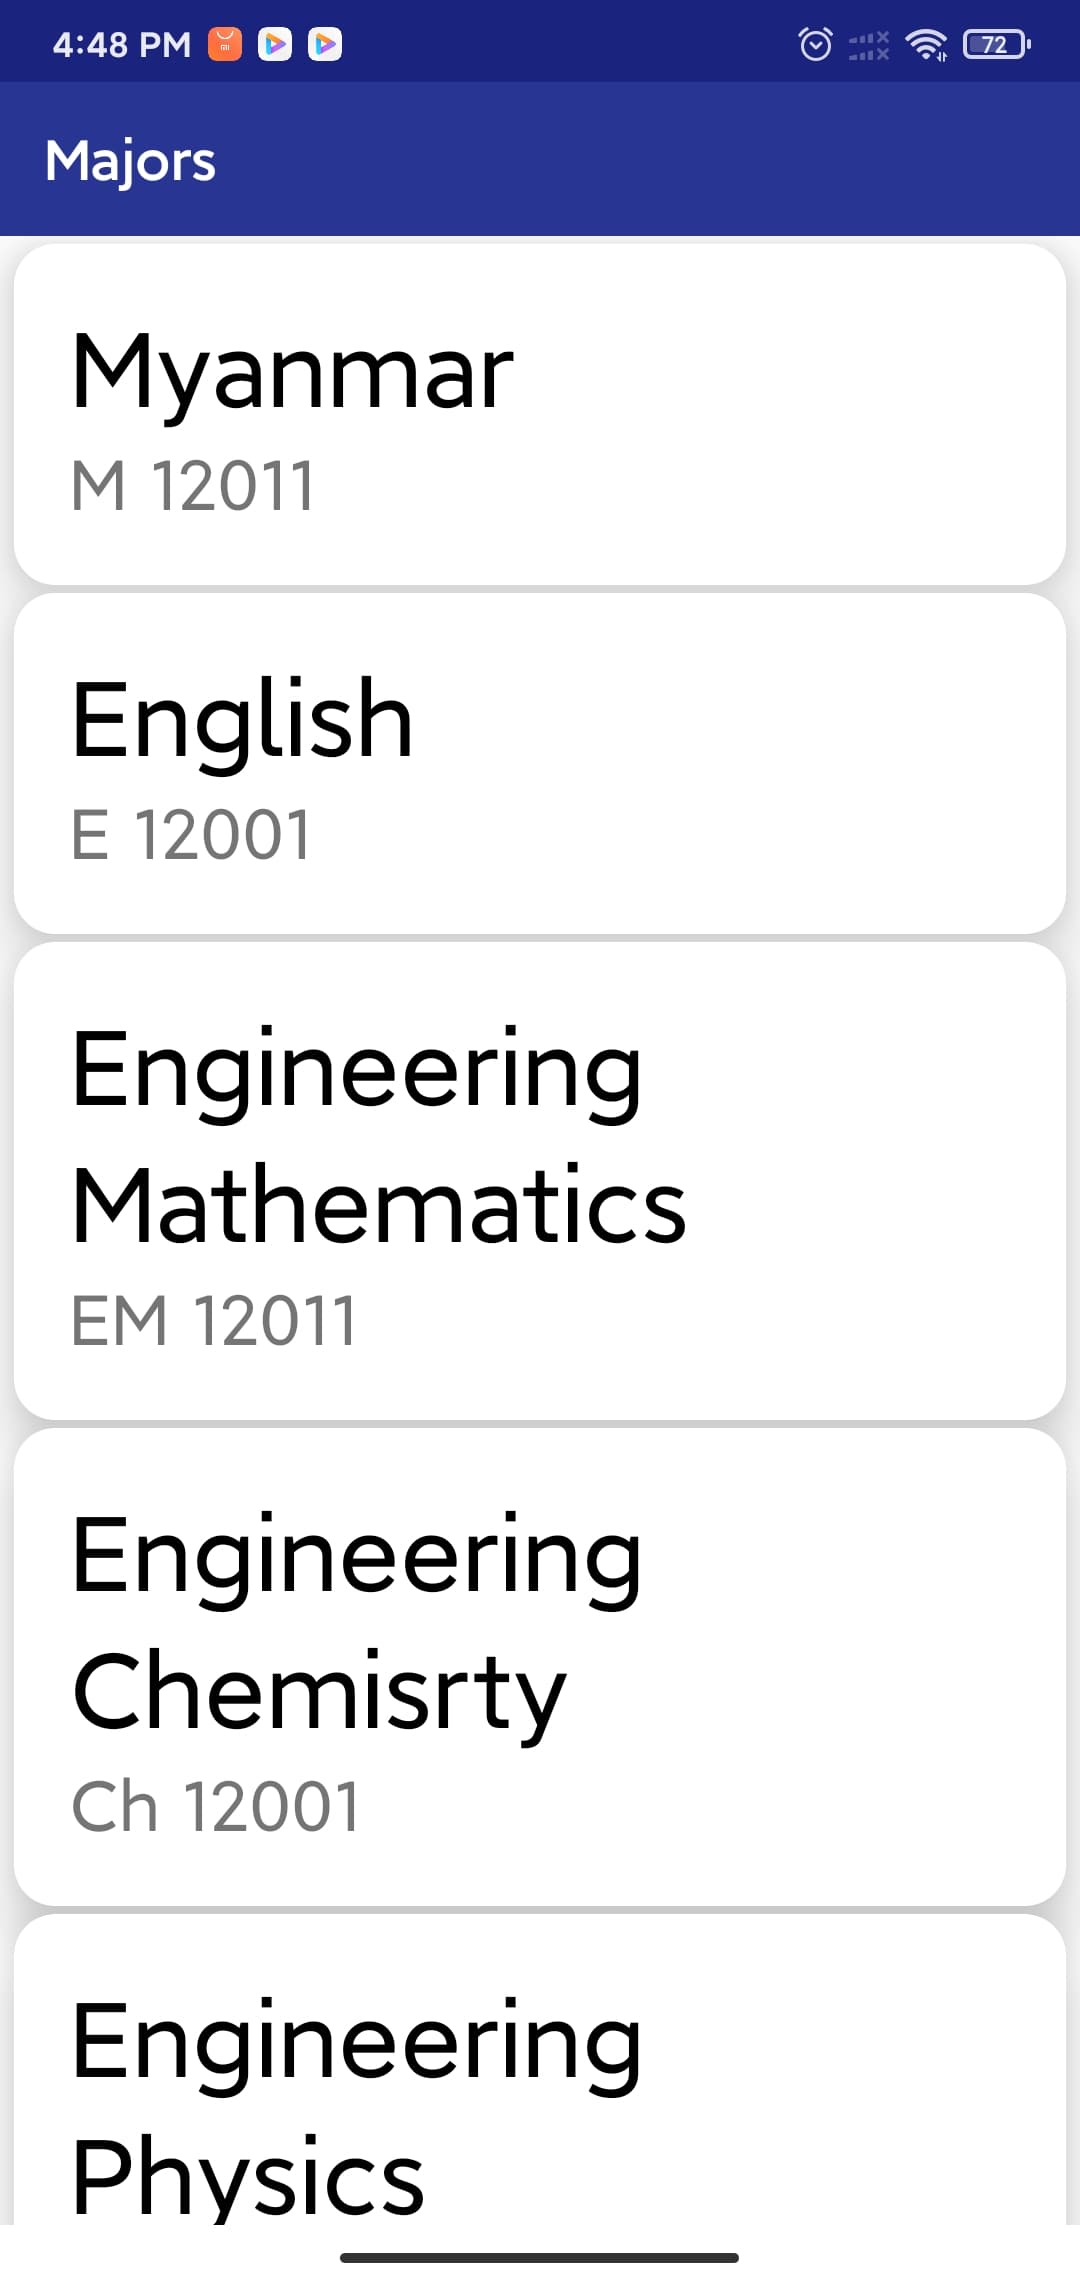 4:48 PM
72
Majors
Myanmar
M 12011
English
E 12001
Engineering
Mathematics
EM 12011
Engineering
Chemisrty
Ch 12001
Engineering
Physics